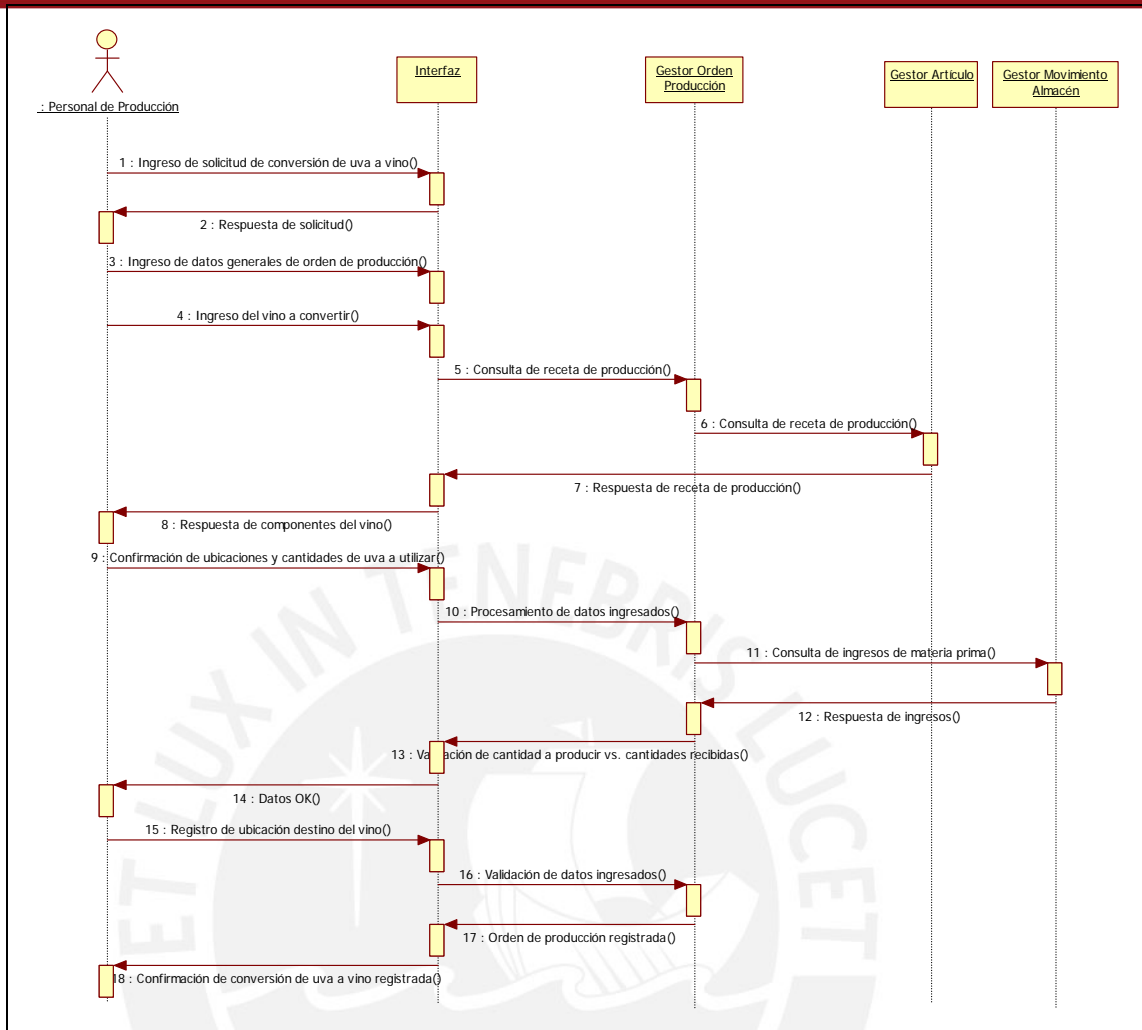 : Personal de Producción
Interfaz
Gestor Orden
Producción
Gestor Artículo
Gestor Movimiento
Almacén
1 : Ingreso de solicitud de conversión de uva a vino()
2 : Respuesta de solicitud()
3 : Ingreso de datos generales de orden de producción()
4 : Ingreso del vino a convertir()
5 : Consulta de receta de producción()
6 : Consulta de receta de producción()
7 : Respuesta de receta de producción()
8 : Respuesta de componentes del vino()
9 : Confirmación de ubicaciones y cantidades de uva a utilizar()
10 : Procesamiento de datos ingresados()
11 : Consulta de ingresos de materia prima()
12 : Respuesta de ingresos()
13 : Validación de cantidad a producir vs. cantidades recibidas()
14 : Datos OK()
15 : Registro de ubicación destino del vino()
16 : Validación de datos ingresados()
17 : Orden de producción registrada()
18 : Confirmación de conversión de uva a vino registrada()
ET LUX IN TENEBRIS LUCET